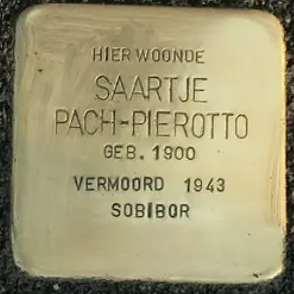 HIER WOONDE
SAARTJE
PACH-PIEROTTO
GEB. 1900
VERMOORD 1943
SOBIBOR